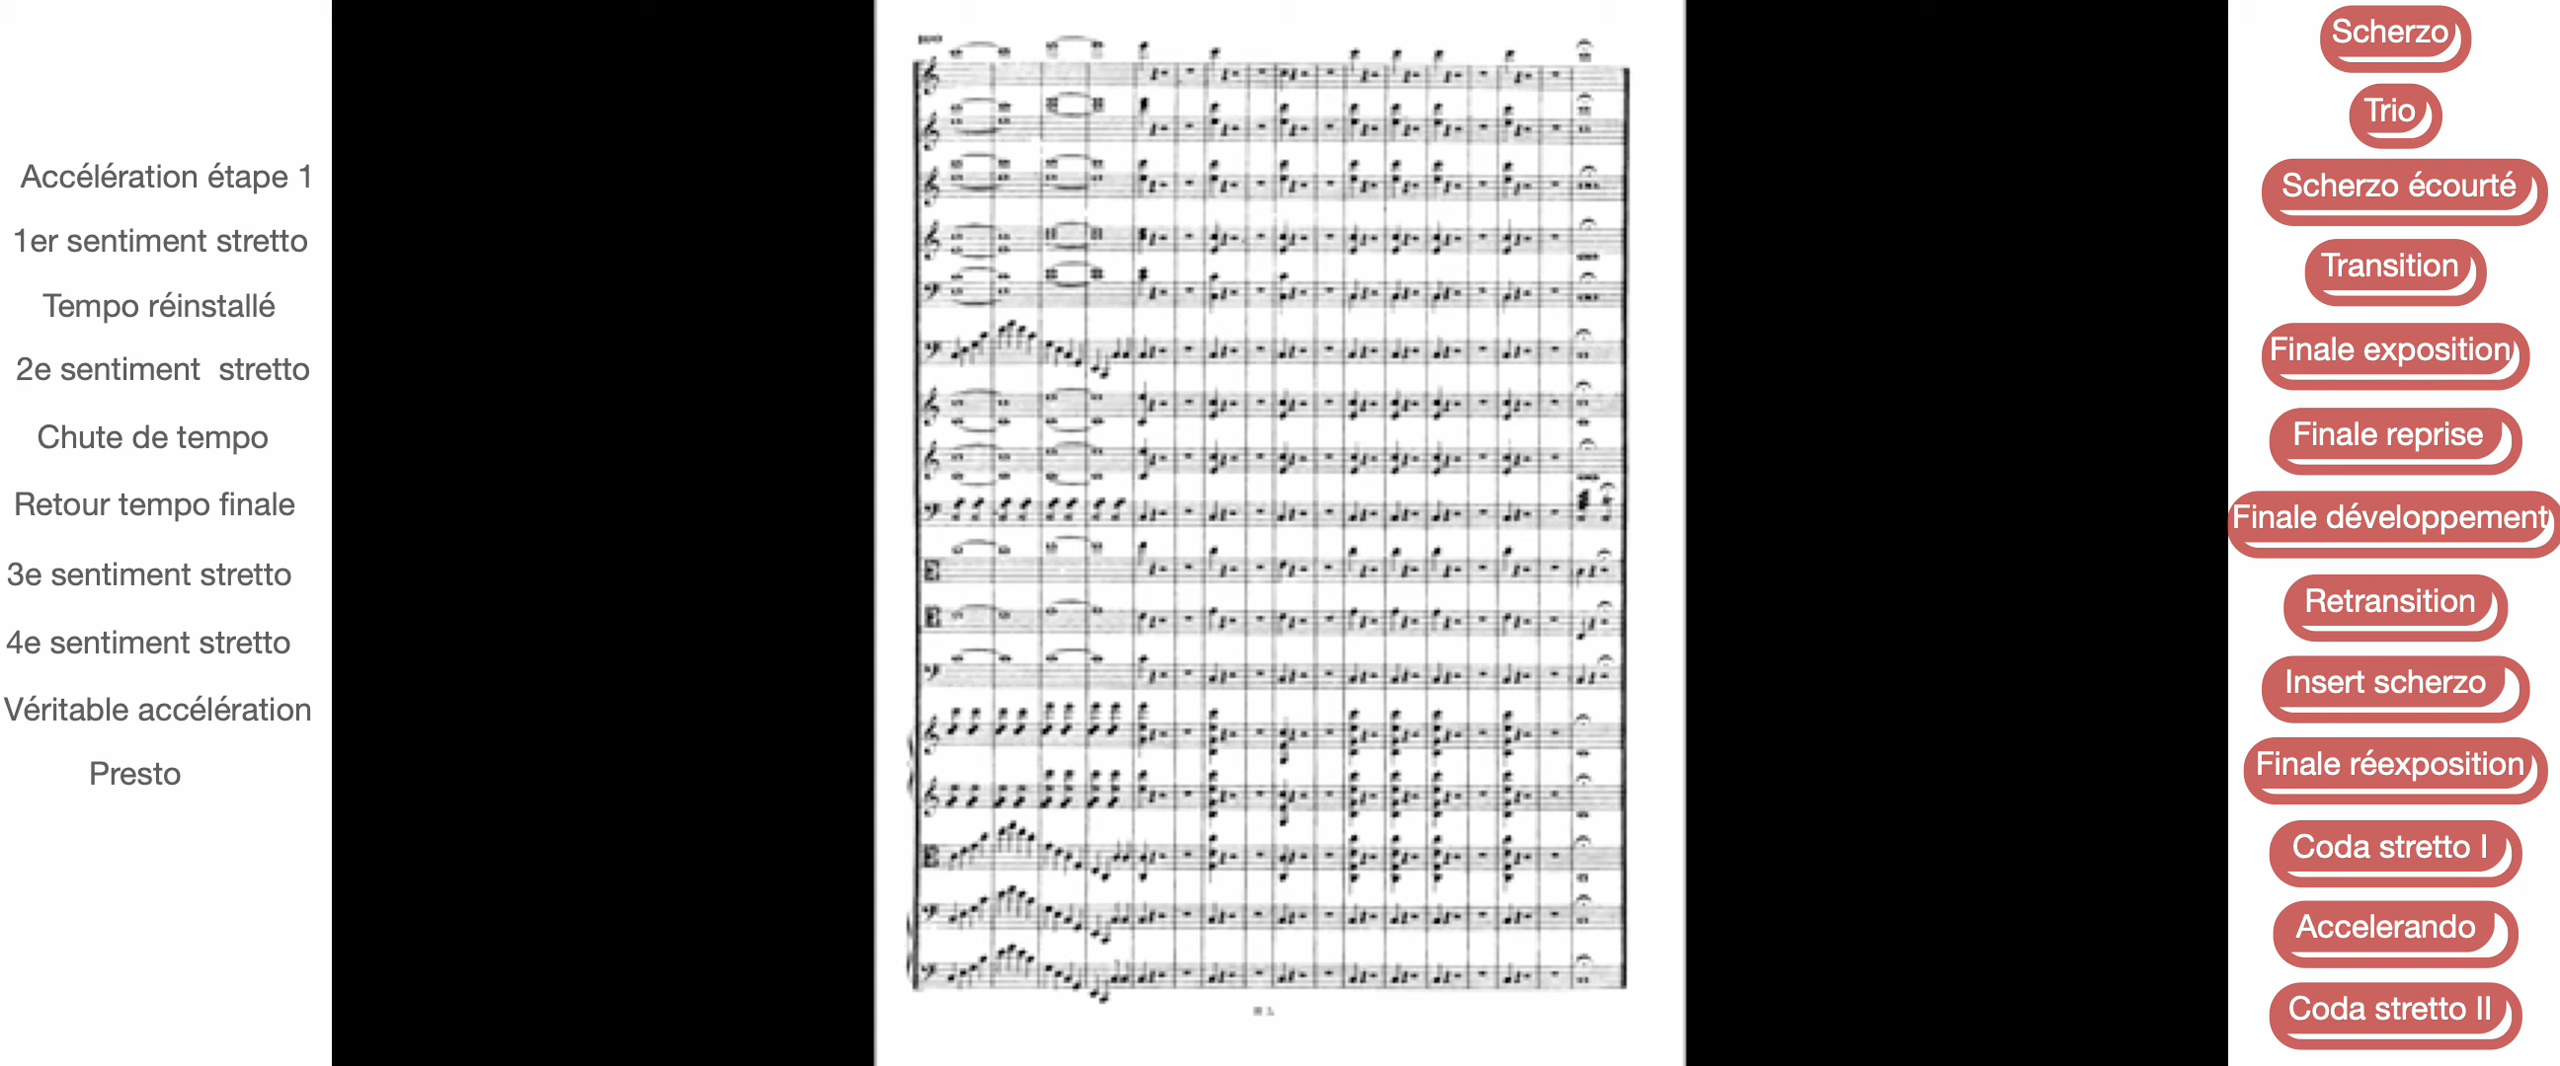 Accélération étape 1
1er sentiment stretto
Tempo réinstallé
2e sentiment  stretto
Chute de tempo
Retour tempo finale
3e sentiment stretto
4e sentiment stretto
Véritable accélération
Presto
Scherzo
Trio
Scherzo écourté
Transition
Finale exposition
Finale reprise
Finale développement
Retransition
Insert scherzo
Finale réexposition
Coda stretto I
Accelerando
Coda stretto II